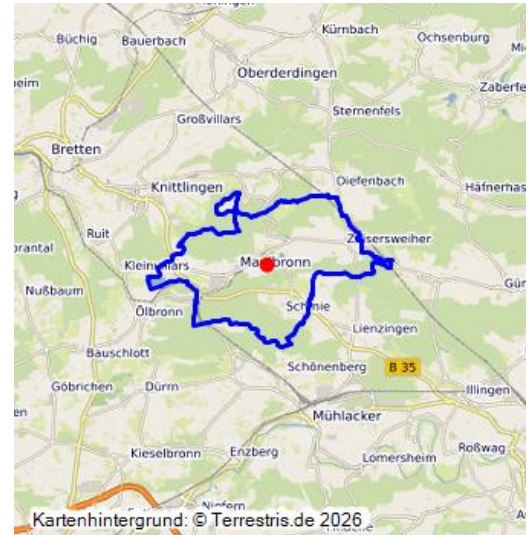 Büchig
Bauerbach
Kürnbach
Ochsenburg
Oberderdingen
Zaberfe
Sternenfels
Großvillars
Bretten
Knittlingen
Diefenbach
Häfnerhas
Ruit
Zaisersweiher
Kleinvillars
Maulbronn
Nußbaum
Ölbronn
Schmie
Lienzingen
Bauschlott
Schönenberg
B 35
Göbrichen
Dürrn
Illingen
Mühlacker
Roßwag
Kieselbronn
Enzberg
Lomersheim
Niefern
Kartenhintergrund: © Terrestris.de 2026